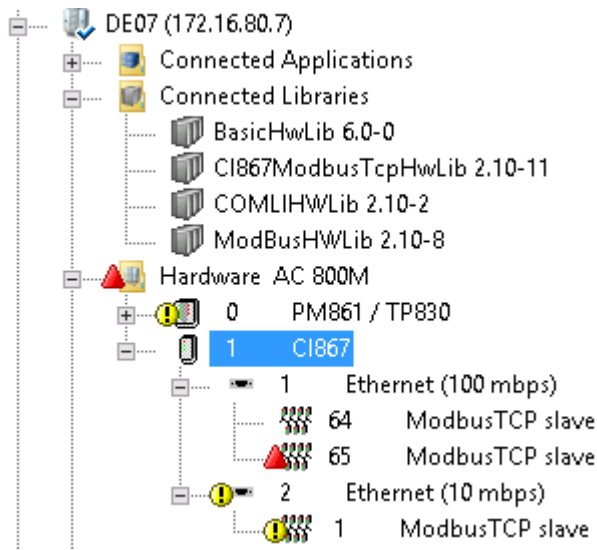 DE07 (172.16.80.7)
Connected Applications
Connected Libraries
BasicHwLib 6.0-0
CI867ModbusTcpHwLib 2.10-11
COMLIHWLib 2.10-2
ModBusHWLib 2.10-8
Hardware AC 800M
0 PM861 / TP830
1 CI867
1 Ethernet (100 mbps)
64 ModbusTCP slave
65 ModbusTCP slave
2 Ethernet (10 mbps)
1 ModbusTCP slave